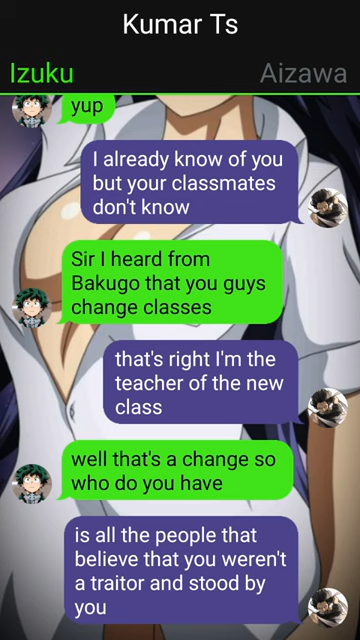 Kumar Ts
Izuku
Aizawa
yup
I already know of you
but your classmates
don't know
Sir I heard from
Bakugo that you guys
change classes
that's right I'm the
teacher of the new
class
well that's a change so
who do you have
is all the people that
believe that you weren't
a traitor and stood by
you